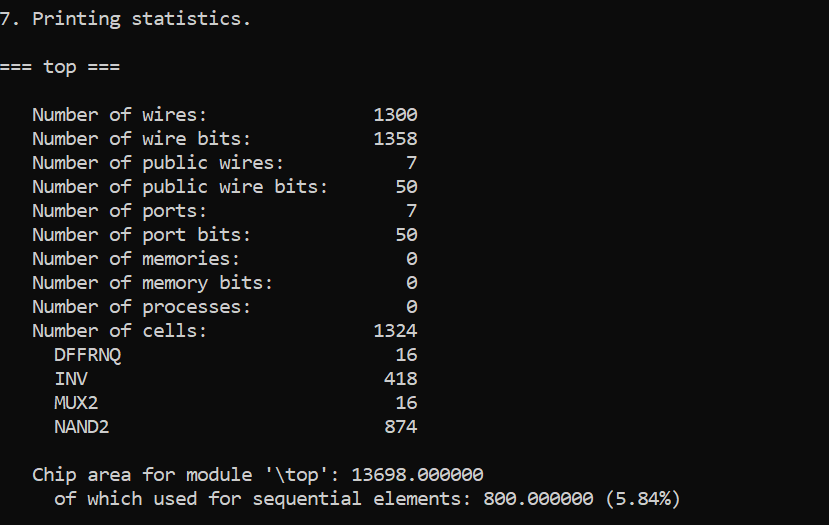 7. Printing statistics.
=== top ===
Number of wires: 1300
Number of wire bits: 1358
Number of public wires: 7
Number of public wire bits: 50
Number of ports: 7
Number of port bits: 50
Number of memories: 0
Number of memory bits: 0
Number of processes: 0
Number of cells: 1324
DFFRNQ 16
INV 418
MUX2 16
NAND2 874
Chip area for module '\top': 13698.000000
of which used for sequential elements: 800.000000 (5.84%)